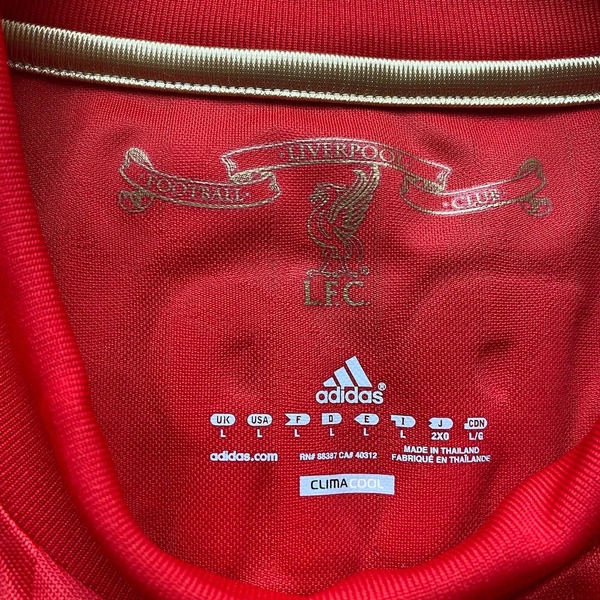 LIVERPOOL
FOOTBALL · CLUB
L.F.C.®
adidas®
UK USA F D E I J CDN
L L L L L L 2XO L/G
adidas.com RN# 88387 CA# 40312 MADE IN THAILAND
FABRIQUÉ EN THAÏLANDE
CLIMACOOL